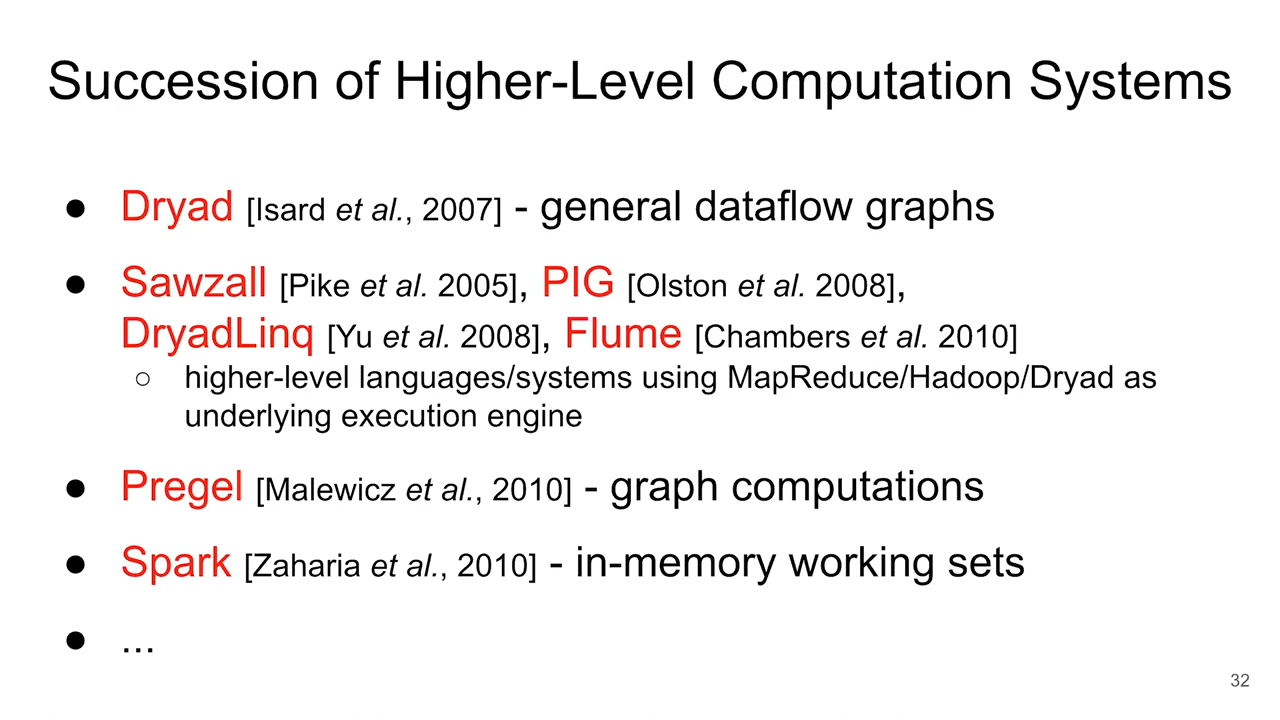 Succession of Higher-Level Computation Systems
● Dryad [Isard et al., 2007] - general dataflow graphs
● Sawzall [Pike et al. 2005], PIG [Olston et al. 2008],
DryadLinq [Yu et al. 2008], Flume [Chambers et al. 2010]
○ higher-level languages/systems using MapReduce/Hadoop/Dryad as
underlying execution engine
● Pregel [Malewicz et al., 2010] - graph computations
● Spark [Zaharia et al., 2010] - in-memory working sets
● ...
32